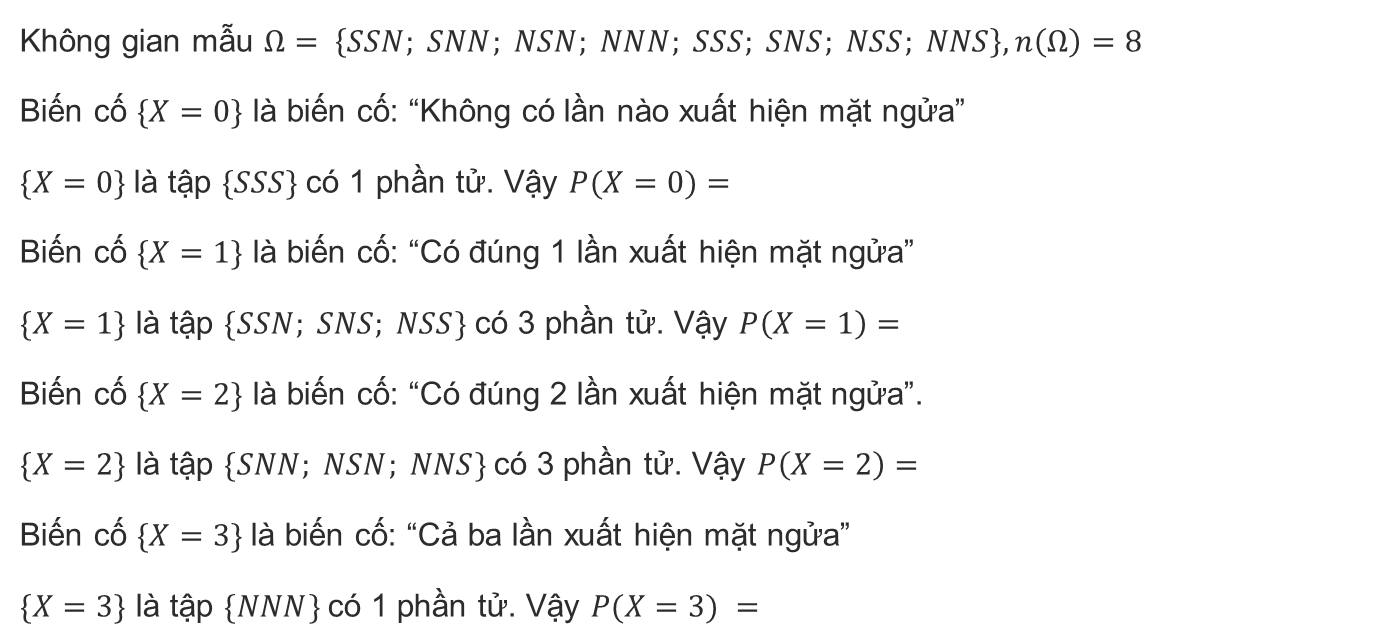 Không gian mẫu Ω = {SSN; SNN; NSN; NNN; SSS; SNS; NSS; NNS}, n(Ω) = 8
Biến cố {X = 0} là biến cố: “Không có lần nào xuất hiện mặt ngửa”
{X = 0} là tập {SSS} có 1 phần tử. Vậy P(X = 0) =
Biến cố {X = 1} là biến cố: “Có đúng 1 lần xuất hiện mặt ngửa”
{X = 1} là tập {SSN; SNS; NSS} có 3 phần tử. Vậy P(X = 1) =
Biến cố {X = 2} là biến cố: “Có đúng 2 lần xuất hiện mặt ngửa”.
{X = 2} là tập {SNN; NSN; NNS} có 3 phần tử. Vậy P(X = 2) =
Biến cố {X = 3} là biến cố: “Cả ba lần xuất hiện mặt ngửa”
{X = 3} là tập {NNN} có 1 phần tử. Vậy P(X = 3) =